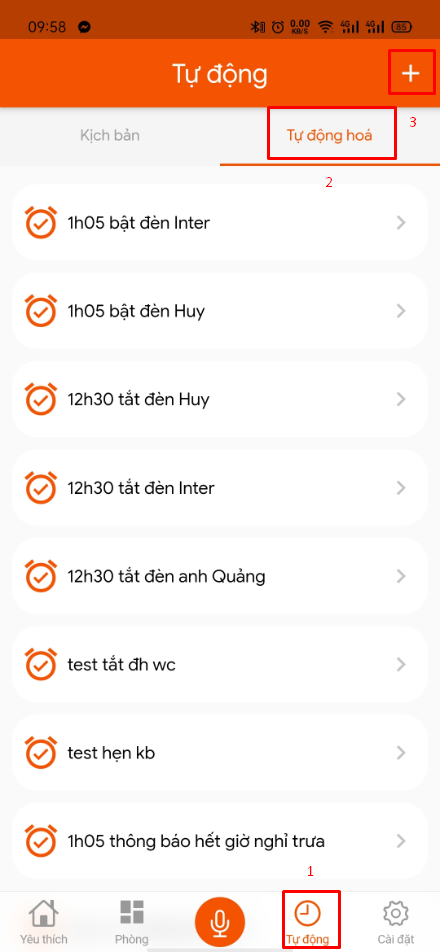 09:58 0.00 KB/S 4G 4G 85
Tự động
Kịch bản Tự động hoá 3
2
1h05 bật đèn Inter
1h05 bật đèn Huy
12h30 tắt đèn Huy
12h30 tắt đèn Inter
12h30 tắt đèn anh Quảng
test tắt đh wc
test hẹn kb
1h05 thông báo hết giờ nghỉ trưa
1
Yêu thích Phòng Tự động Cài đặt